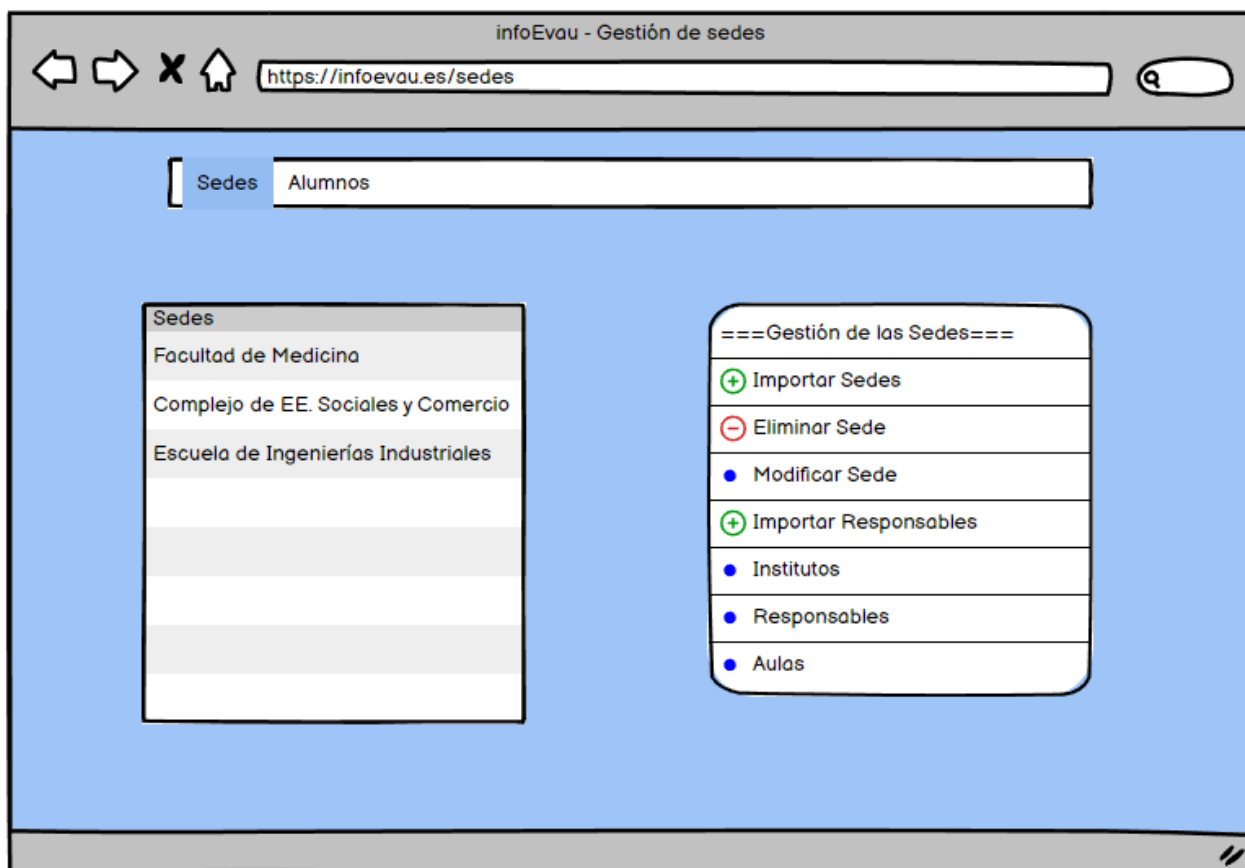 infoEvau - Gestión de sedes
https://infoevau.es/sedes
Sedes Alumnos
Sedes
Facultad de Medicina
Complejo de EE. Sociales y Comercio
Escuela de Ingenierías Industriales
===Gestión de las Sedes===
Importar Sedes
Eliminar Sede
Modificar Sede
Importar Responsables
Institutos
Responsables
Aulas